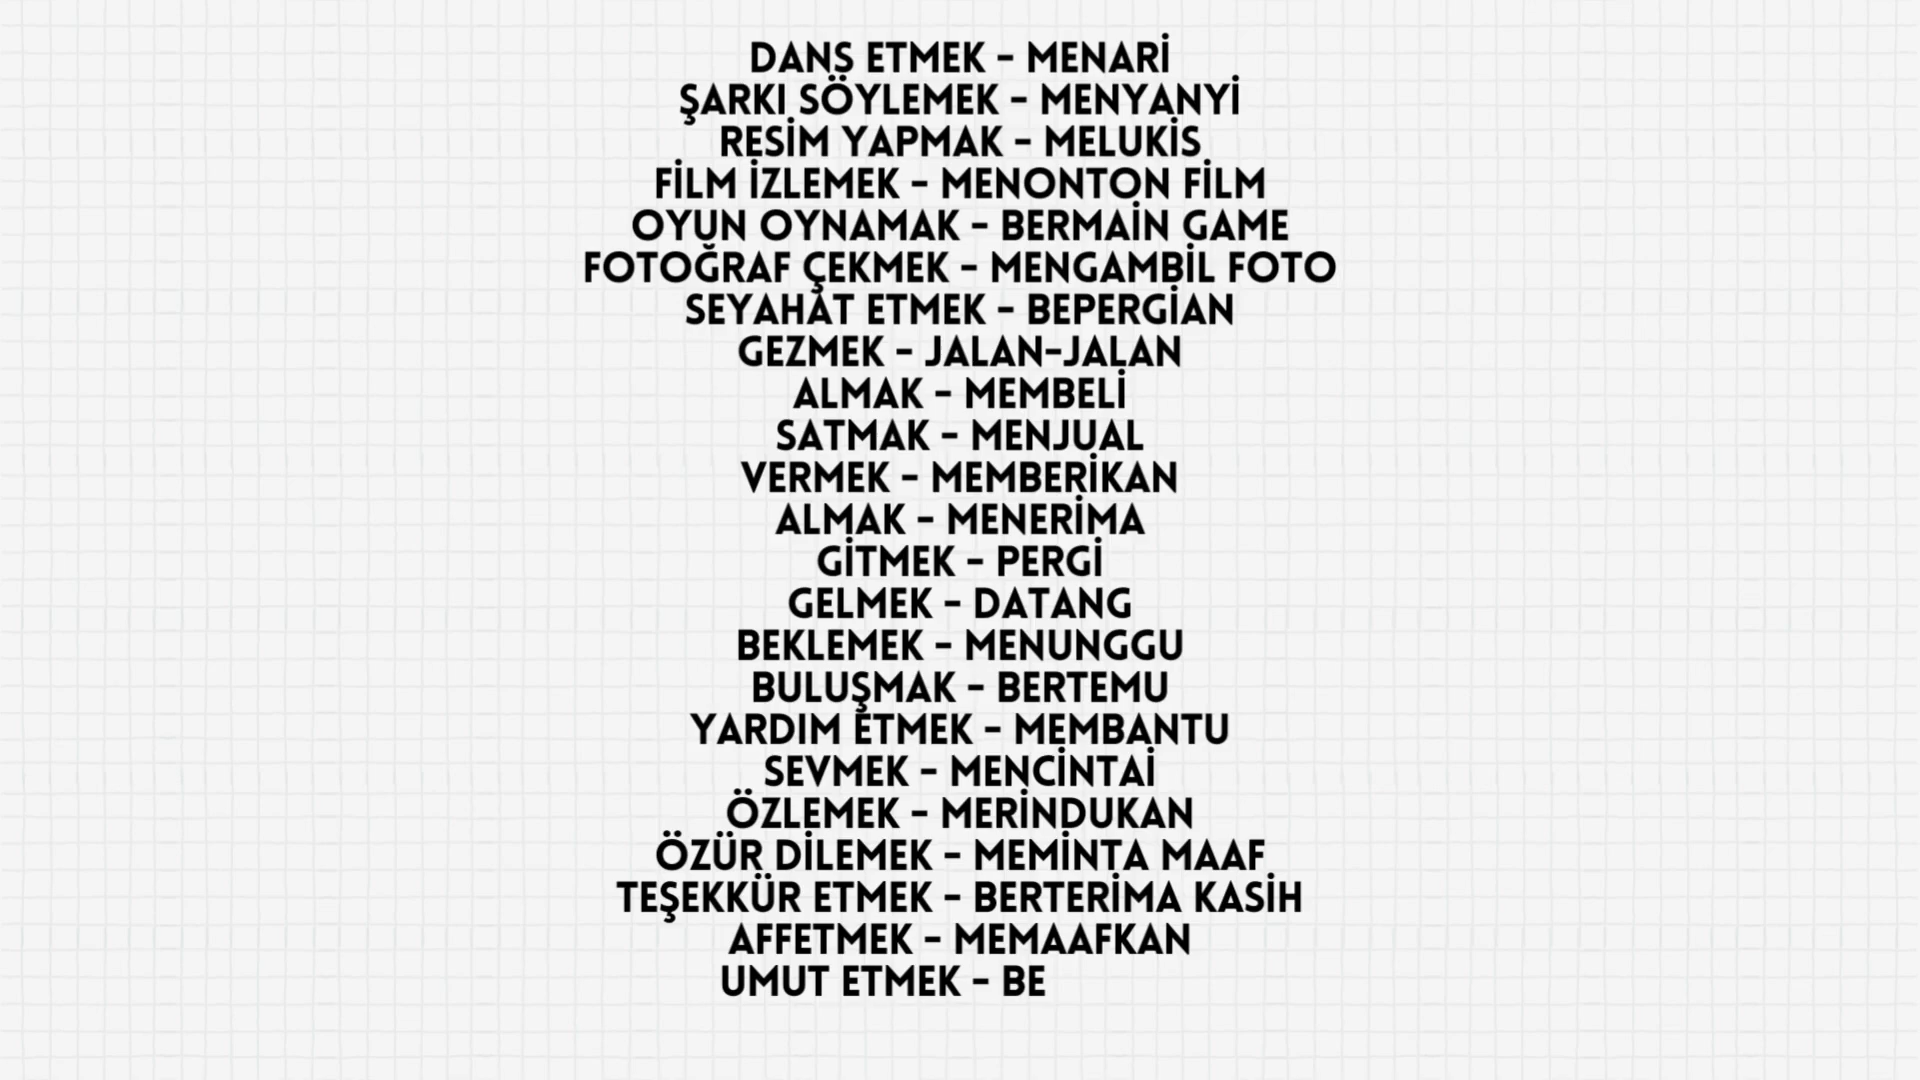 DANS ETMEK - MENARİ
ŞARKI SÖYLEMEK - MENYANYİ
RESİM YAPMAK - MELUKİS
FİLM İZLEMEK - MENONTON FİLM
OYUN OYNAMAK - BERMAİN GAME
FOTOĞRAF ÇEKMEK - MENGAMBİL FOTO
SEYAHAT ETMEK - BEPERGİAN
GEZMEK - JALAN-JALAN
ALMAK - MEMBELİ
SATMAK - MENJUAL
VERMEK - MEMBERİKAN
ALMAK - MENERİMA
GİTMEK - PERGİ
GELMEK - DATANG
BEKLEMEK - MENUNGGU
BULUŞMAK - BERTEMU
YARDIM ETMEK - MEMBANTU
SEVMEK - MENCİNTAİ
ÖZLEMEK - MERİNDUKAN
ÖZÜR DİLEMEK - MEMİNTA MAAF
TEŞEKKÜR ETMEK - BERTERİMA KASİH
AFFETMEK - MEMAAFKAN
UMUT ETMEK - BE